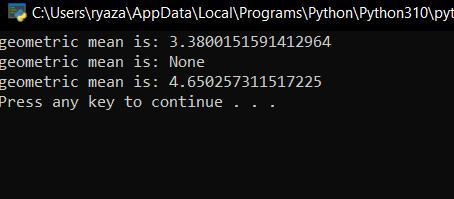 C:\Users\ryaza\AppData\Local\Programs\Python\Python310\pyt
geometric mean is: 3.3800151591412964
geometric mean is: None
geometric mean is: 4.650257311517225
Press any key to continue . . .